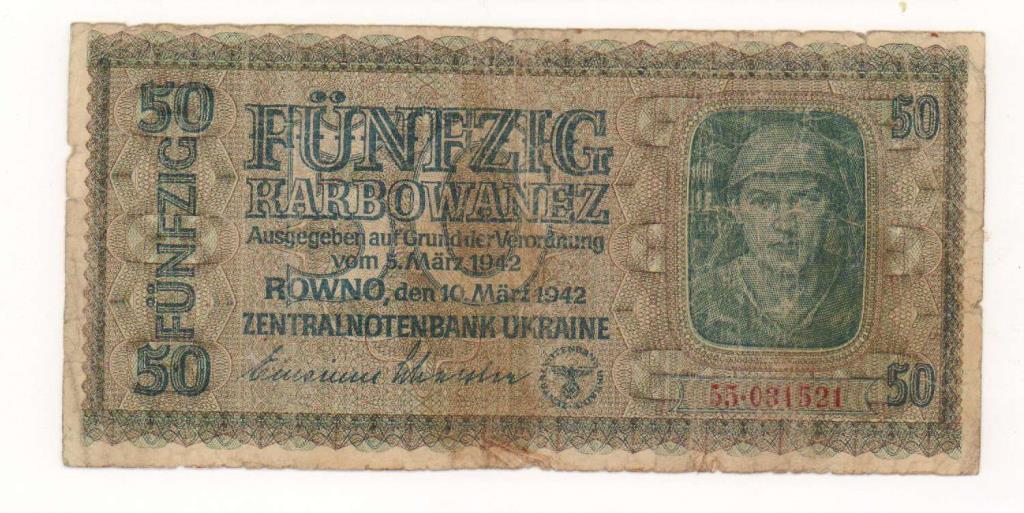 50
FÜNFZIG
50
FÜNFZIG
KARBOWANEZ
Ausgegeben auf Grund der Verordnung
vom 5. März 1942
ROWNO, den 10. März 1942
ZENTRALNOTENBANK UKRAINE
50
55·031521
50